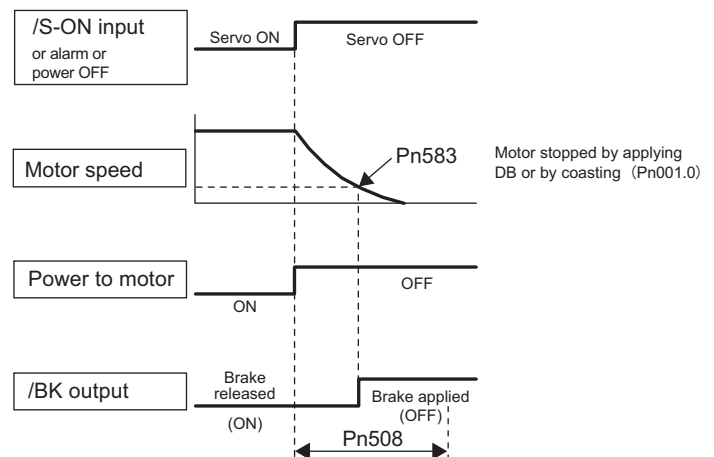 /S-ON input
or alarm or
power OFF
Servo ON
Servo OFF
Motor speed
Pn583
Motor stopped by applying
DB or by coasting (Pn001.0)
Power to motor
ON
OFF
/BK output
Brake
released
(ON)
Brake applied
(OFF)
Pn508